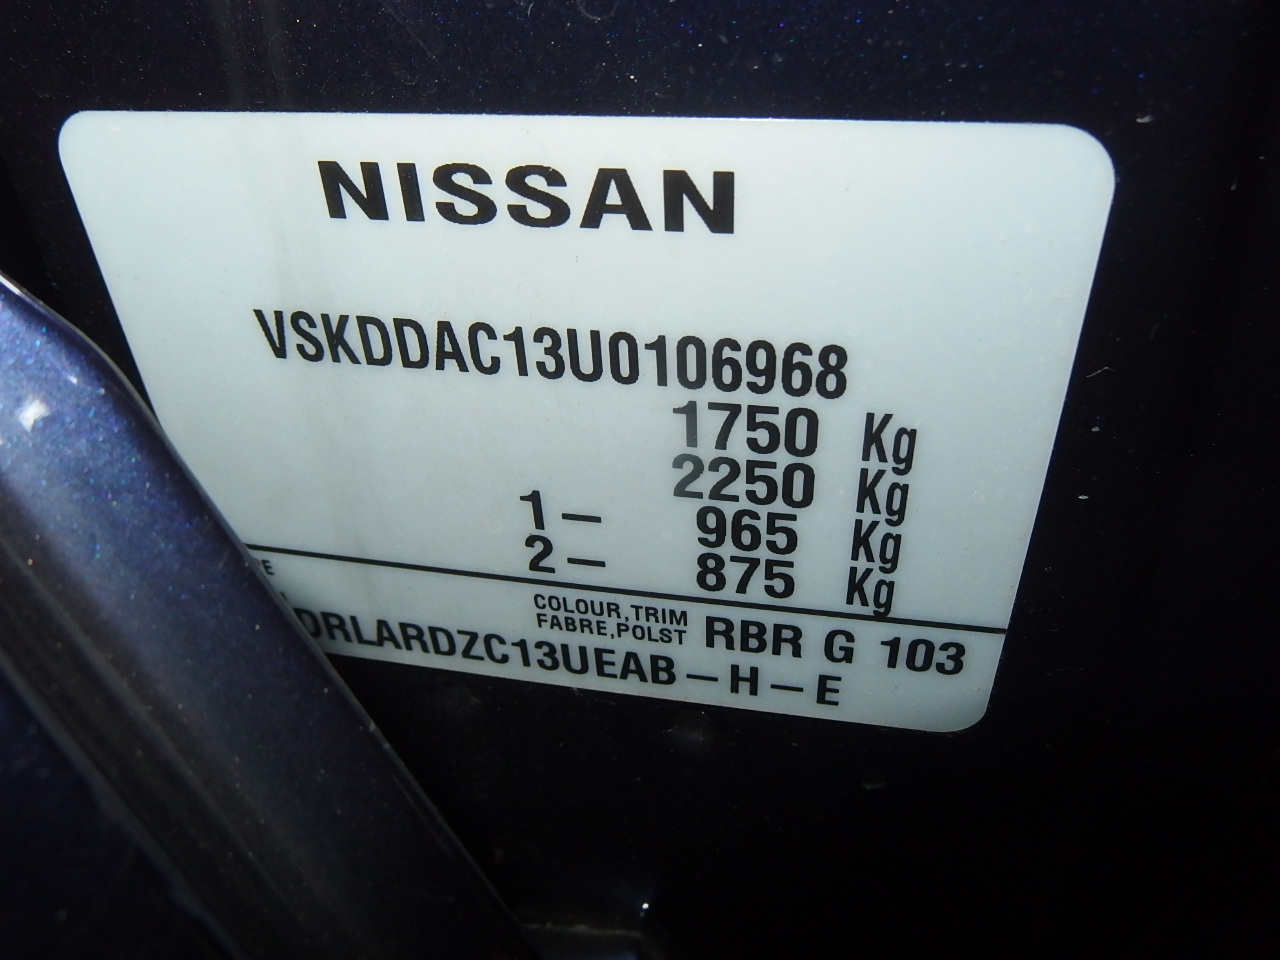 NISSAN
VSKDDAC13U0106968
1750 Kg
2250 Kg
1 – 965 Kg
2 – 875 Kg
COLOUR,TRIM
FABRE,POLST
RBR G 103
DRLARDZC13UEAB – H – E